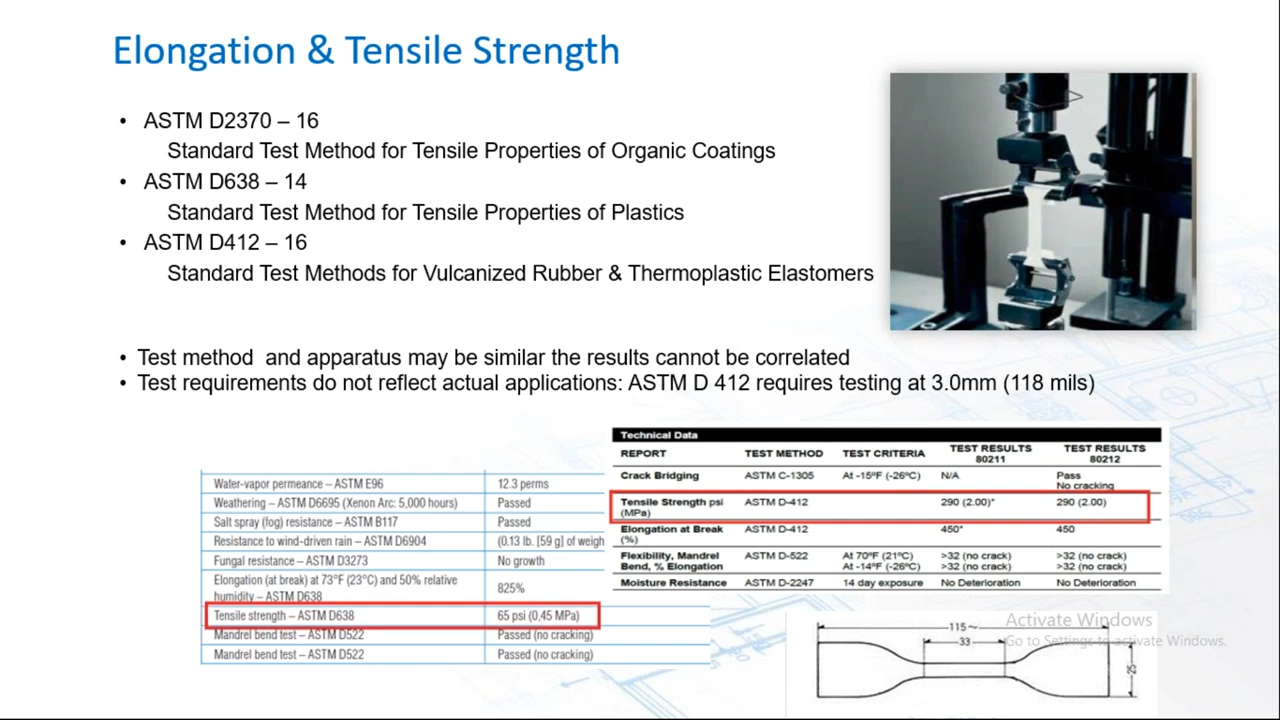 Elongation & Tensile Strength
• ASTM D2370 – 16
Standard Test Method for Tensile Properties of Organic Coatings
• ASTM D638 – 14
Standard Test Method for Tensile Properties of Plastics
• ASTM D412 – 16
Standard Test Methods for Vulcanized Rubber & Thermoplastic Elastomers
• Test method  and apparatus may be similar the results cannot be correlated
• Test requirements do not reflect actual applications: ASTM D 412 requires testing at 3.0mm (118 mils)
Water-vapor permeance – ASTM E96 12.3 perms
Weathering – ASTM D6695 (Xenon Arc: 5,000 hours) Passed
Salt spray (fog) resistance – ASTM B117 Passed
Resistance to wind-driven rain – ASTM D6904 (0.13 lb. [59 g] of weigh
Fungal resistance – ASTM D3273 No growth
Elongation (at break) at 73°F (23°C) and 50% relative
humidity – ASTM D638 825%
Tensile strength – ASTM D638 65 psi (0,45 MPa)
Mandrel bend test – ASTM D522 Passed (no cracking)
Mandrel bend test – ASTM D522 Passed (no cracking)
Technical Data
REPORT TEST METHOD TEST CRITERIA TEST RESULTS 80211 TEST RESULTS 80212
Crack Bridging ASTM C-1305 At -15ºF (-26ºC) N/A Pass
No cracking
Tensile Strength psi ASTM D-412 290 (2.00)* 290 (2.00)
(MPa)
Elongation at Break ASTM D-412 450* 450
(%)
Flexibility, Mandrel ASTM D-522 At 70ºF (21ºC) >32 (no crack) >32 (no crack)
Bend, % Elongation At -14ºF (-26ºC) >32 (no crack) >32 (no crack)
Moisture Resistance ASTM D-2247 14 day exposure No Deterioration No Deterioration
115~
33
25
Activate Windows
Go to Settings to activate Windows.